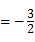 = −3/2